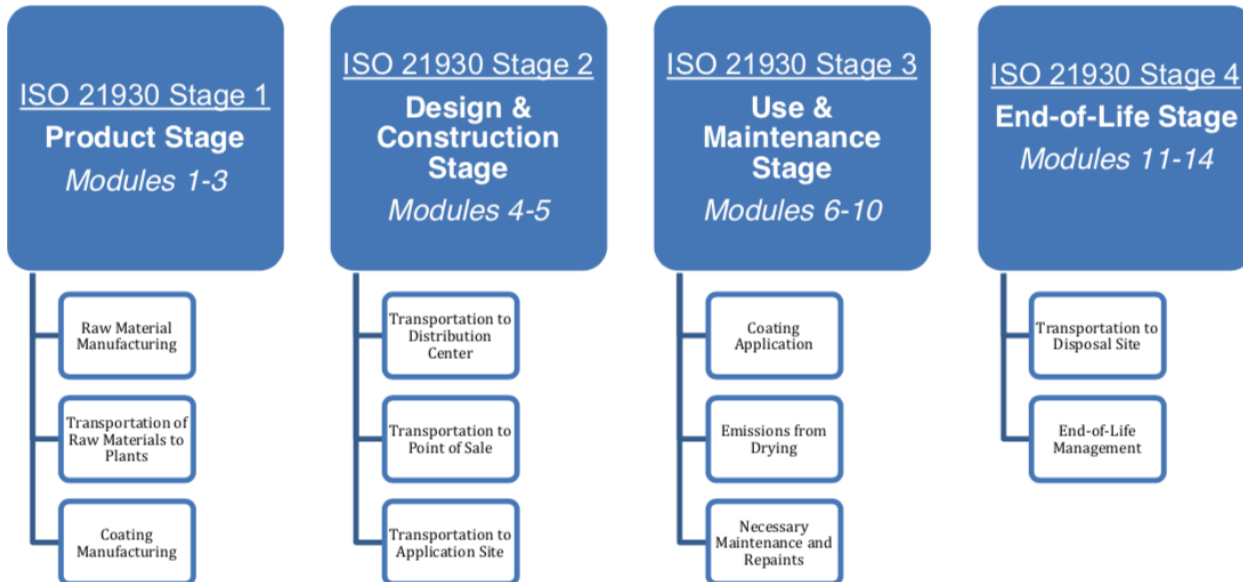 ISO 21930 Stage 1
Product Stage
Modules 1-3
Raw Material
Manufacturing
Transportation of
Raw Materials to
Plants
Coating
Manufacturing
ISO 21930 Stage 2
Design &
Construction
Stage
Modules 4-5
Transportation to
Distribution
Center
Transportation to
Point of Sale
Transportation to
Application Site
ISO 21930 Stage 3
Use &
Maintenance
Stage
Modules 6-10
Coating
Application
Emissions from
Drying
Necessary
Maintenance and
Repaints
ISO 21930 Stage 4
End-of-Life Stage
Modules 11-14
Transportation to
Disposal Site
End-of-Life
Management